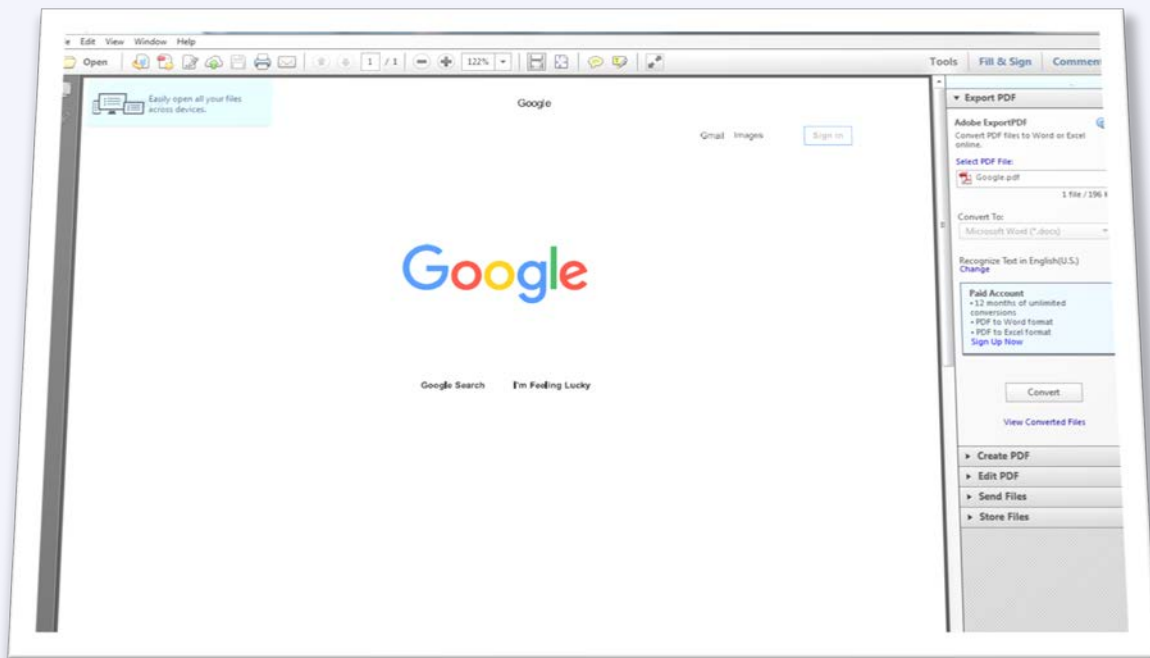 Edit View Window Help
Open 1 / 1 122% Tools Fill & Sign
Easily open all your files
across devices.
Google
Gmail Images Sign in
Google
Google Search I'm Feeling Lucky
Export PDF
Adobe ExportPDF
Convert PDF files to Word or Excel
online.
Select PDF File:
Google.pdf
1 file / 196
Convert To:
Microsoft Word (*.docx)
Recognize Text in English(U.S.)
Change
Paid Account
• 12 months of unlimited
conversions
• PDF to Word format
• PDF to Excel format
Sign Up Now
Convert
View Converted Files
Create PDF
Edit PDF
Send Files
Store Files